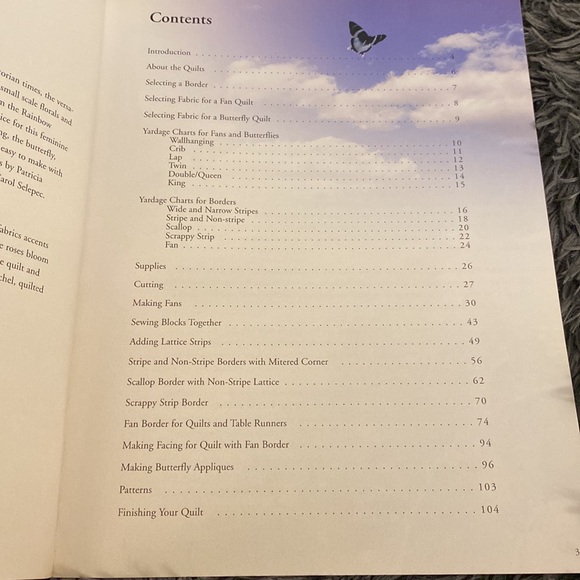 orian times, the versa-
small scale florals and
n the Rainbow
ice for this feminine
ng, the butterfly,
easy to make with
s by Patricia
arol Selepec.
abrics accents
e roses bloom
e quilt and
chel, quilted
Contents
Introduction . . . . 4
About the Quilts . . . . 6
Selecting a Border . . . . 7
Selecting Fabric for a Fan Quilt . . . . 8
Selecting Fabric for a Butterfly Quilt . . . . 9
Yardage Charts for Fans and Butterflies
Wallhanging . . . . 10
Crib . . . . 11
Lap . . . . 12
Twin . . . . 13
Double/Queen . . . . 14
King . . . . 15
Yardage Charts for Borders
Wide and Narrow Stripes . . . . 16
Stripe and Non-stripe . . . . 18
Scallop . . . . 20
Scrappy Strip . . . . 22
Fan . . . . 24
Supplies . . . . 26
Cutting . . . . 27
Making Fans . . . . 30
Sewing Blocks Together . . . . 43
Adding Lattice Strips . . . . 49
Stripe and Non-Stripe Borders with Mitered Corner . . . . 56
Scallop Border with Non-Stripe Lattice . . . . 62
Scrappy Strip Border . . . . 70
Fan Border for Quilts and Table Runners . . . . 74
Making Facing for Quilt with Fan Border . . . . 94
Making Butterfly Appliques . . . . 96
Patterns . . . . 103
Finishing Your Quilt . . . . 104
3